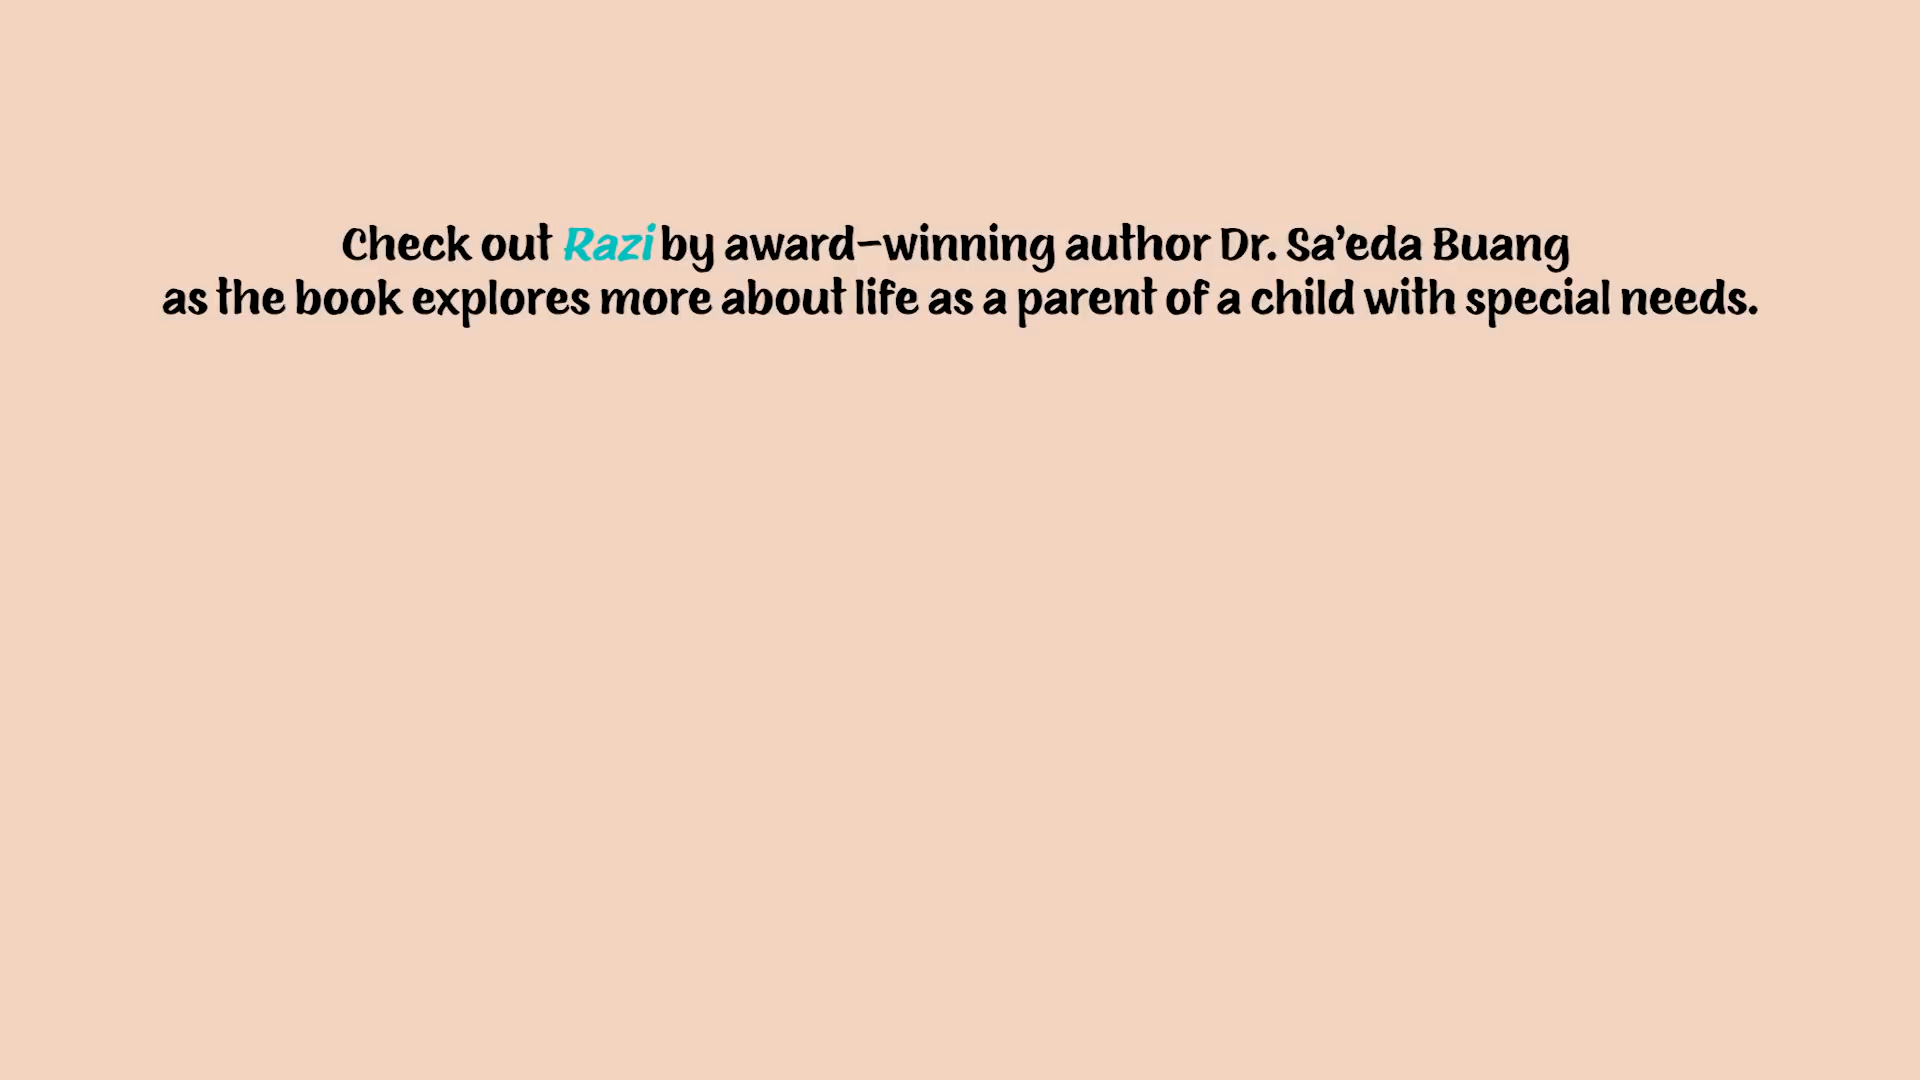 Check out Razi by award-winning author Dr. Sa’eda Buang
as the book explores more about life as a parent of a child with special needs.